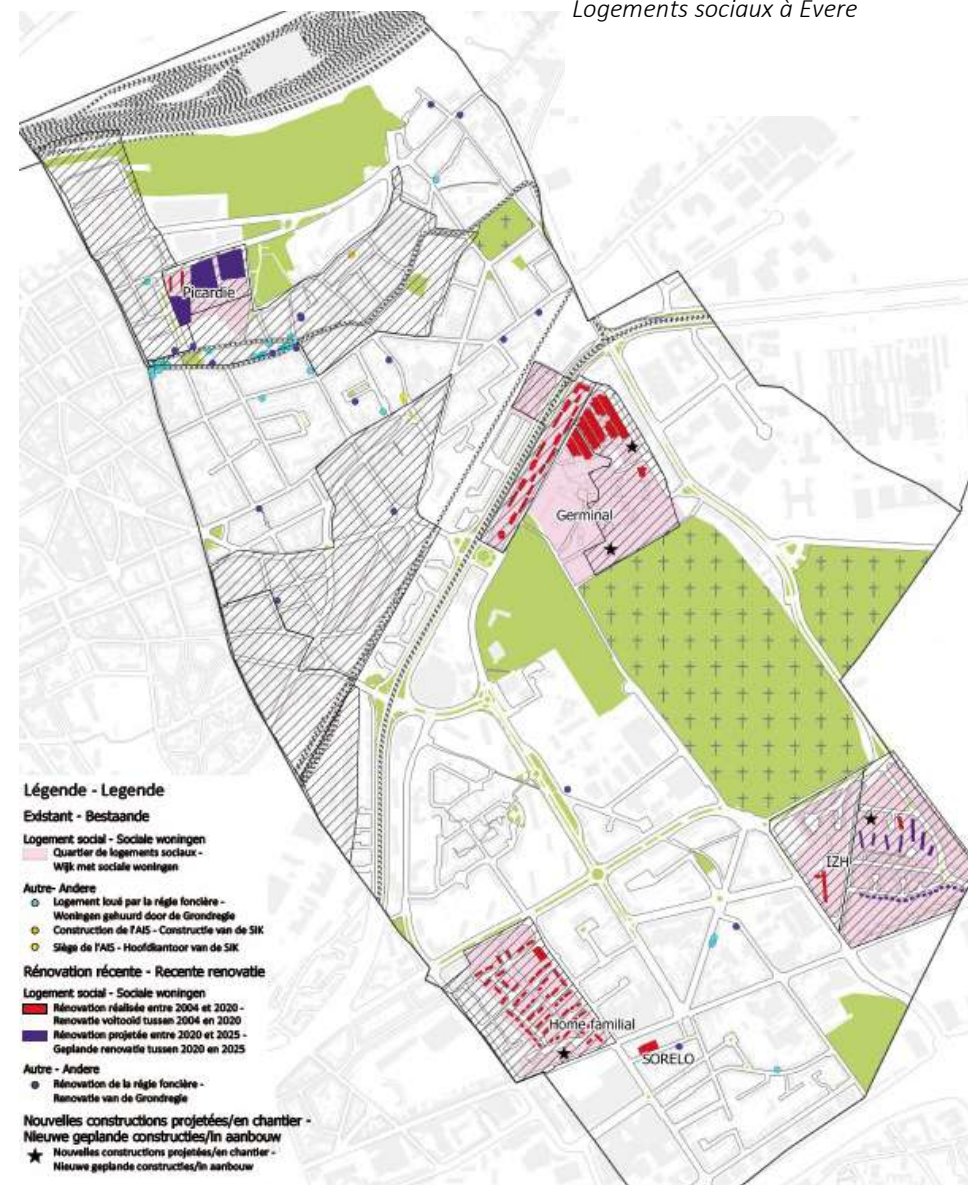 Logements sociaux à Evere
Picardie
Germinal
IZH
Home familial
SORELO
Légende - Legende
Existant - Bestaande
Logement social - Sociale woningen
Quartier de logements sociaux -
Wijk met sociale woningen
Autre- Andere
Logement loué par la régie foncière -
Woningen gehuurd door de Grondregie
Construction de l'AIS - Constructie van de SIK
Siège de l'AIS - Hoofdkantoor van de SIK
Rénovation récente - Recente renovatie
Logement social - Sociale woningen
Rénovation réalisée entre 2004 et 2020 -
Renovatie voltooid tussen 2004 en 2020
Rénovation projetée entre 2020 et 2025 -
Geplande renovatie tussen 2020 en 2025
Autre - Andere
Rénovation de la régie foncière -
Renovatie van de Grondregie
Nouvelles constructions projetées/en chantier -
Nieuwe geplande constructies/in aanbouw
Nouvelles constructions projetées/en chantier -
Nieuwe geplande constructies/in aanbouw